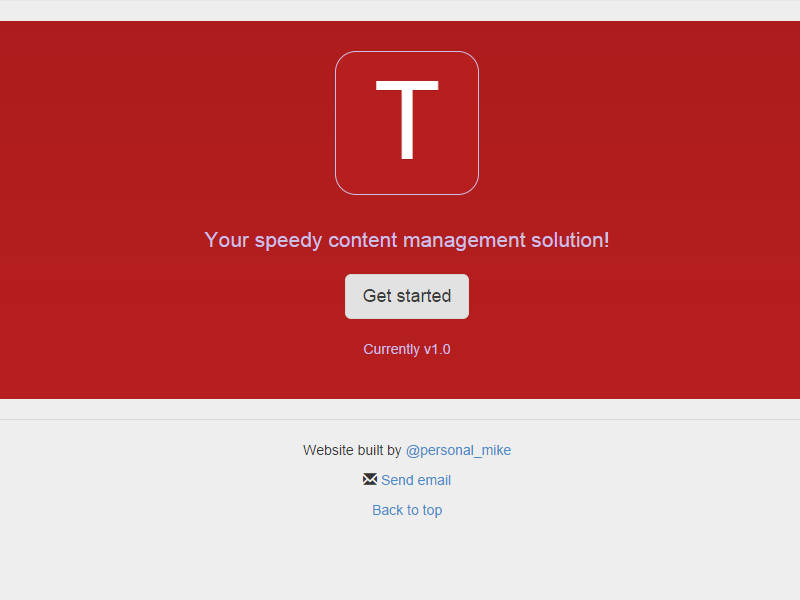 T
Your speedy content management solution!
Get started
Currently v1.0
Website built by @personal_mike
Send email
Back to top